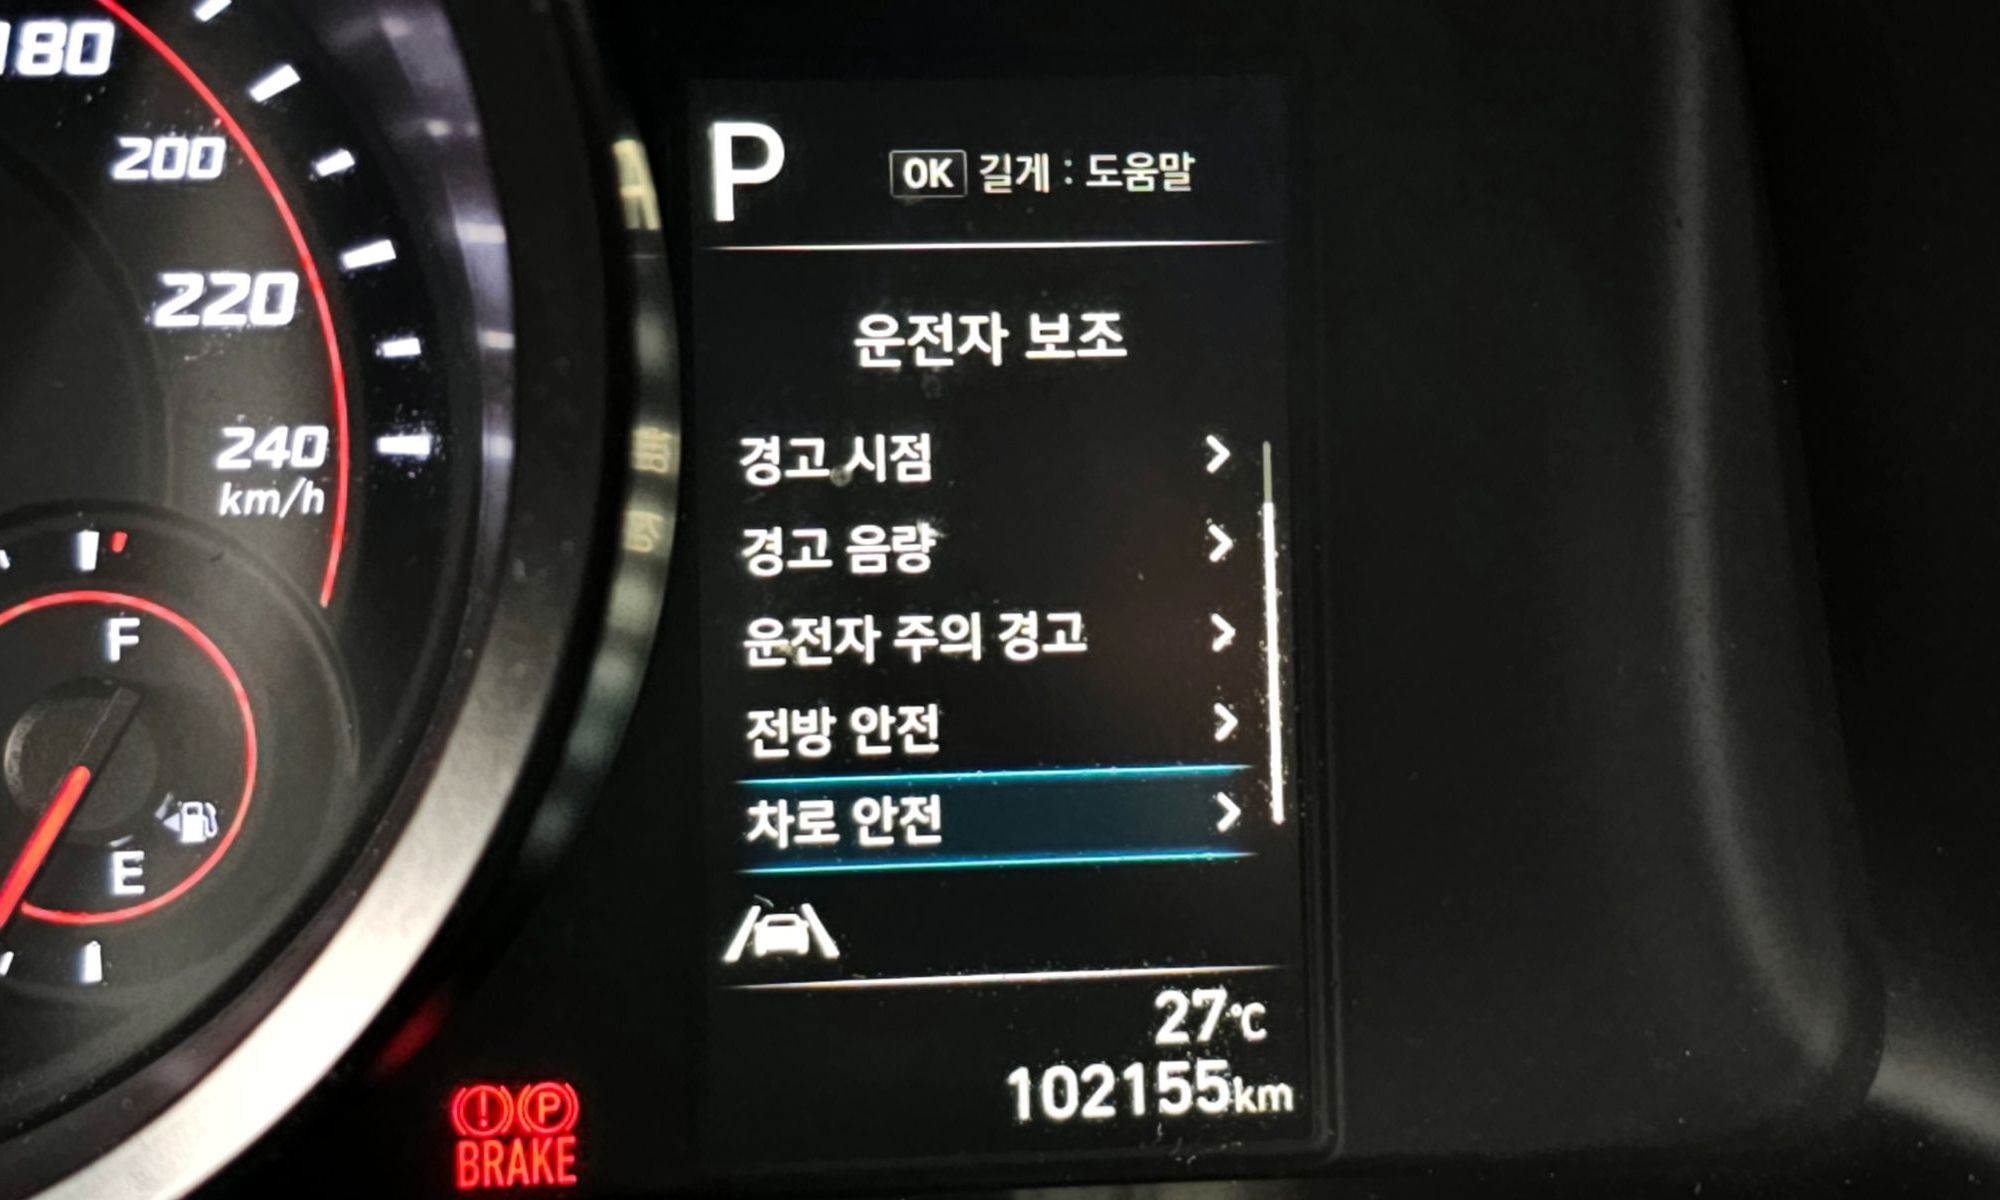 180
200
220
240
km/h
F
E
P
OK 길게 : 도움말
운전자 보조
경고 시점
경고 음량
운전자 주의 경고
전방 안전
차로 안전
27°C
102155km
(!) (P)
BRAKE